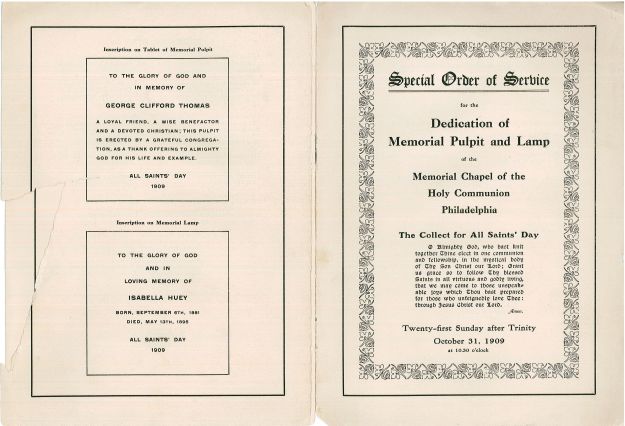 Inscription on Tablet of Memorial Pulpit
TO THE GLORY OF GOD AND
IN MEMORY OF
GEORGE CLIFFORD THOMAS
A LOYAL FRIEND, A WISE BENEFACTOR
AND A DEVOTED CHRISTIAN; THIS PULPIT
IS ERECTED BY A GRATEFUL CONGREGA-
TION, AS A THANK OFFERING TO ALMIGHTY
GOD FOR HIS LIFE AND EXAMPLE.
ALL SAINTS' DAY
1909
Inscription on Memorial Lamp
TO THE GLORY OF GOD
AND IN
LOVING MEMORY OF
ISABELLA HUEY
BORN, SEPTEMBER 6TH, 1881
DIED, MAY 13TH, 1895
ALL SAINTS' DAY
1909
Special Order of Service
for the
Dedication of
Memorial Pulpit and Lamp
of the
Memorial Chapel of the
Holy Communion
Philadelphia
The Collect for All Saints' Day
O Almighty God, who hast knit
together Thine elect in one communion
and fellowship, in the mystical body
of Thy Son Christ our Lord; Grant
us grace so to follow Thy blessed
Saints in all virtuous and godly living,
that we may come to those unspeak-
able joys which Thou hast prepared
for those who unfeignedly love Thee:
through Jesus Christ our Lord.
Amen.
Twenty-first Sunday after Trinity
October 31, 1909
at 10.30 o'clock